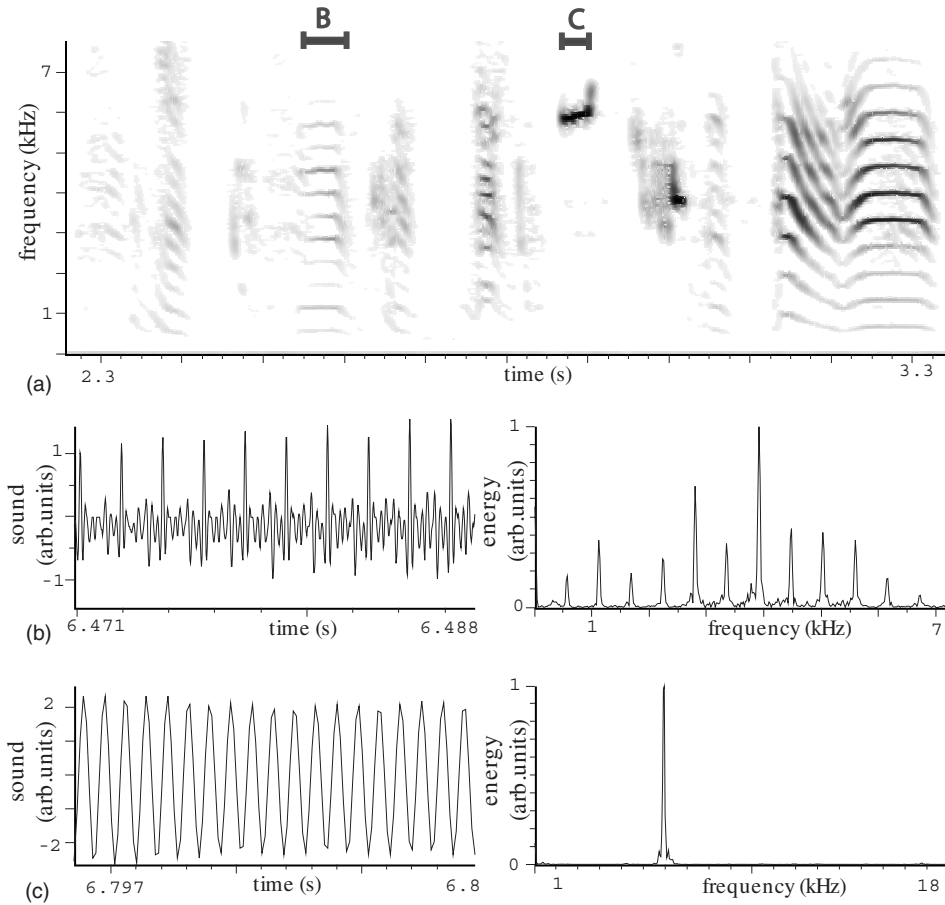 B C
7
frequency (kHz)
1
(a) 2.3 time (s) 3.3
1
sound
(arb.units)
-1
6.471 time (s) 6.488
(b)
1
energy
(arb.units)
0
1 frequency (kHz) 7
2
sound
(arb.units)
-2
6.797 time (s) 6.8
(c)
1
energy
(arb.units)
0
1 frequency (kHz) 18